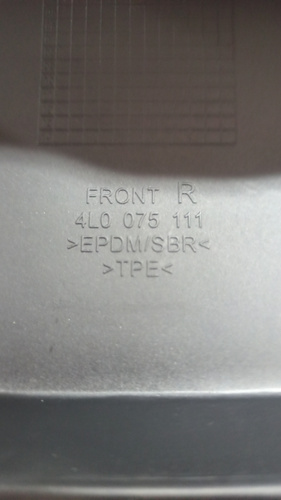 FRONT R
4L0 075 111
>EPDM/SBR<
>TPE<